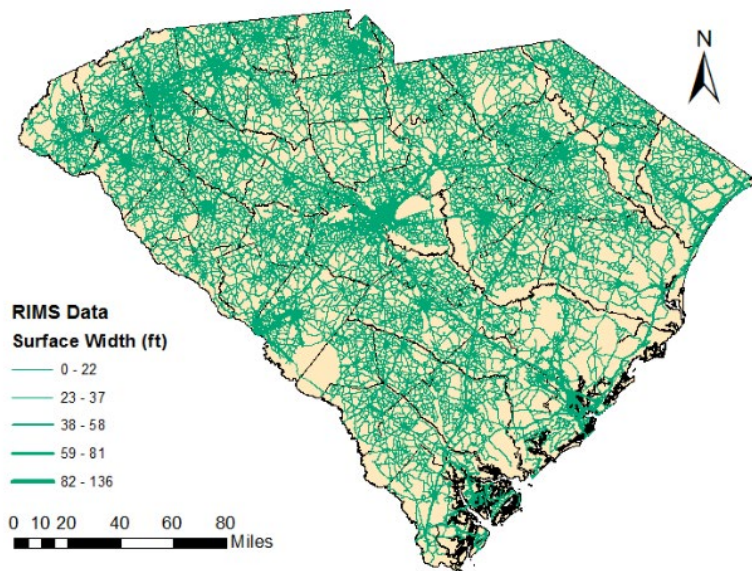 N
RIMS Data
Surface Width (ft)
0 - 22
23 - 37
38 - 58
59 - 81
82 - 136
0 10 20 40 60 80
Miles